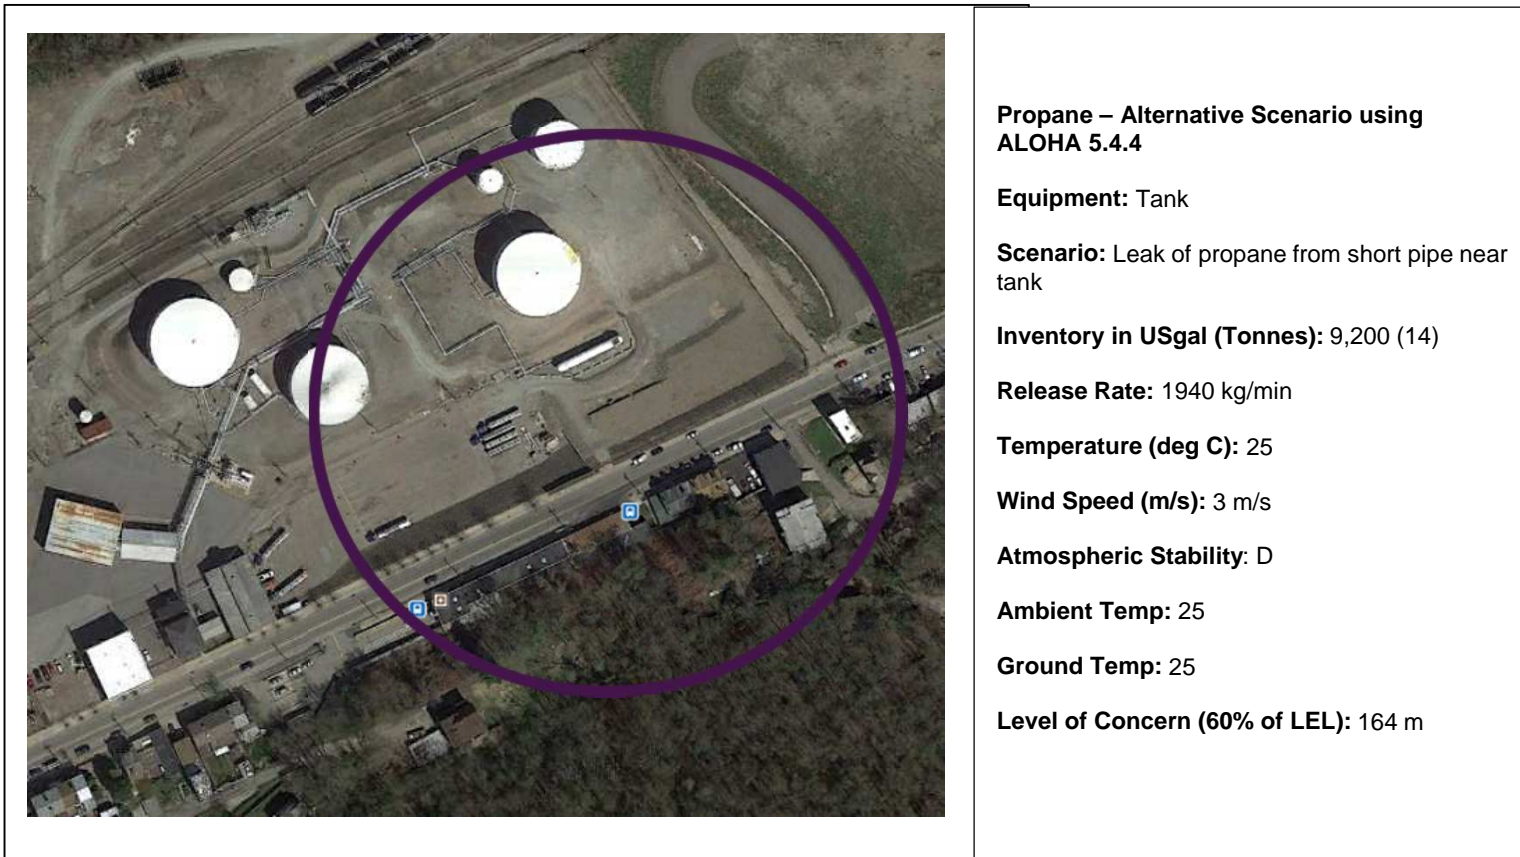 Propane – Alternative Scenario using
ALOHA 5.4.4
Equipment: Tank
Scenario: Leak of propane from short pipe near
tank
Inventory in USgal (Tonnes): 9,200 (14)
Release Rate: 1940 kg/min
Temperature (deg C): 25
Wind Speed (m/s): 3 m/s
Atmospheric Stability: D
Ambient Temp: 25
Ground Temp: 25
Level of Concern (60% of LEL): 164 m